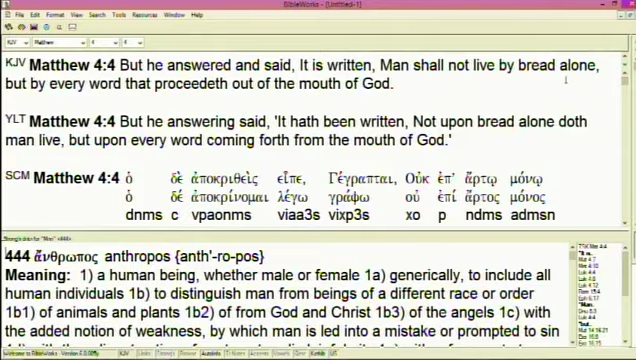 BibleWorks - [Untitled-1]
File Edit Format View Search Tools Resources Window Help
KJV Matthew 4 4
KJV Matthew 4:4 But he answered and said, It is written, Man shall not live by bread alone,
but by every word that proceedeth out of the mouth of God.
YLT Matthew 4:4 But he answering said, 'It hath been written, Not upon bread alone doth
man live, but upon every word coming forth from the mouth of God.'
SCM Matthew 4:4 ὁ δὲ ἀποκριθεὶς εἶπε, Γέγραπται, Οὐκ ἐπ' ἄρτῳ μόνῳ
ὁ δέ ἀποκρίνομαι λέγω γράφω οὐ ἐπί ἄρτος μόνος
dnms c vpaonms viaa3s vixp3s xo p ndms admsn
444 ἄνθρωπος anthropos {anth'-ro-pos}
Meaning: 1) a human being, whether male or female 1a) generically, to include all
human individuals 1b) to distinguish man from beings of a different race or order
1b1) of animals and plants 1b2) of from God and Christ 1b3) of the angels 1c) with
the added notion of weakness, by which man is led into a mistake or prompted to sin
Welcome to BibleWorks